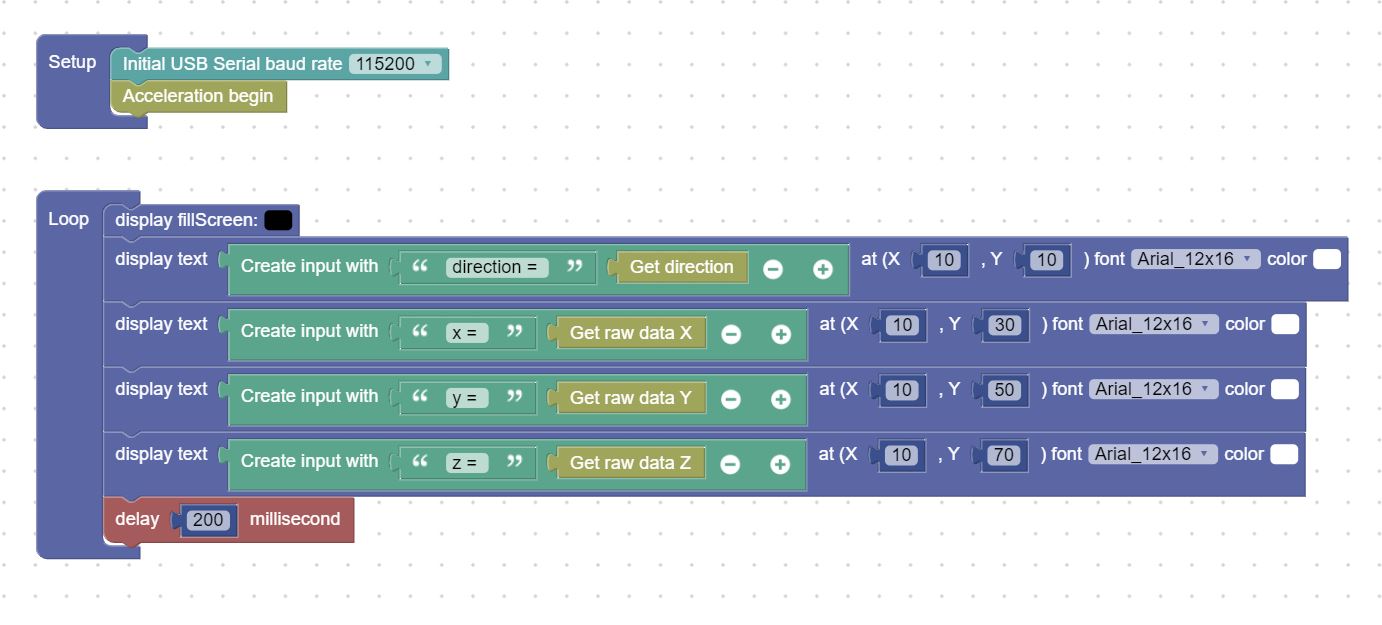 Setup
Initial USB Serial baud rate 115200
Acceleration begin
Loop
display fillScreen:
display text Create input with “ direction = ” Get direction at (X 10 , Y 10 ) font Arial_12x16 color
display text Create input with “ x = ” Get raw data X at (X 10 , Y 30 ) font Arial_12x16 color
display text Create input with “ y = ” Get raw data Y at (X 10 , Y 50 ) font Arial_12x16 color
display text Create input with “ z = ” Get raw data Z at (X 10 , Y 70 ) font Arial_12x16 color
delay 200 millisecond